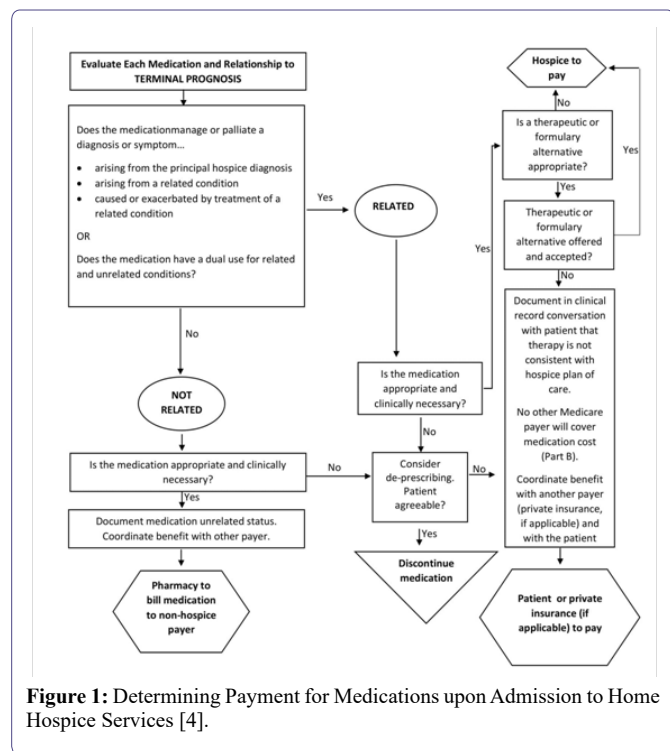 Evaluate Each Medication and Relationship to
TERMINAL PROGNOSIS
Does the medicationmanage or palliate a
diagnosis or symptom…
• arising from the principal hospice diagnosis
• arising from a related condition
• caused or exacerbated by treatment of a
related condition
OR
Does the medication have a dual use for related
and unrelated conditions?
Yes
RELATED
No
NOT
RELATED
Is the medication appropriate and clinically
necessary?
No
Yes
Document medication unrelated status.
Coordinate benefit with other payer.
Pharmacy to
bill medication
to non-hospice
payer
Is the medication
appropriate and
clinically necessary?
Yes
No
Consider
de-prescribing.
Patient
agreeable?
No
Yes
Discontinue
medication
Hospice to
pay
No
Is a therapeutic or
formulary
alternative
appropriate?
Yes
Yes
Therapeutic or
formulary
alternative offered
and accepted?
No
Document in clinical
record conversation
with patient that
therapy is not
consistent with
hospice plan of
care.
No other Medicare
payer will cover
medication cost
(Part B).
Coordinate benefit
with another payer
(private insurance,
if applicable) and
with the patient
Patient or private
insurance (if
applicable) to pay
Figure 1: Determining Payment for Medications upon Admission to Home
Hospice Services [4].